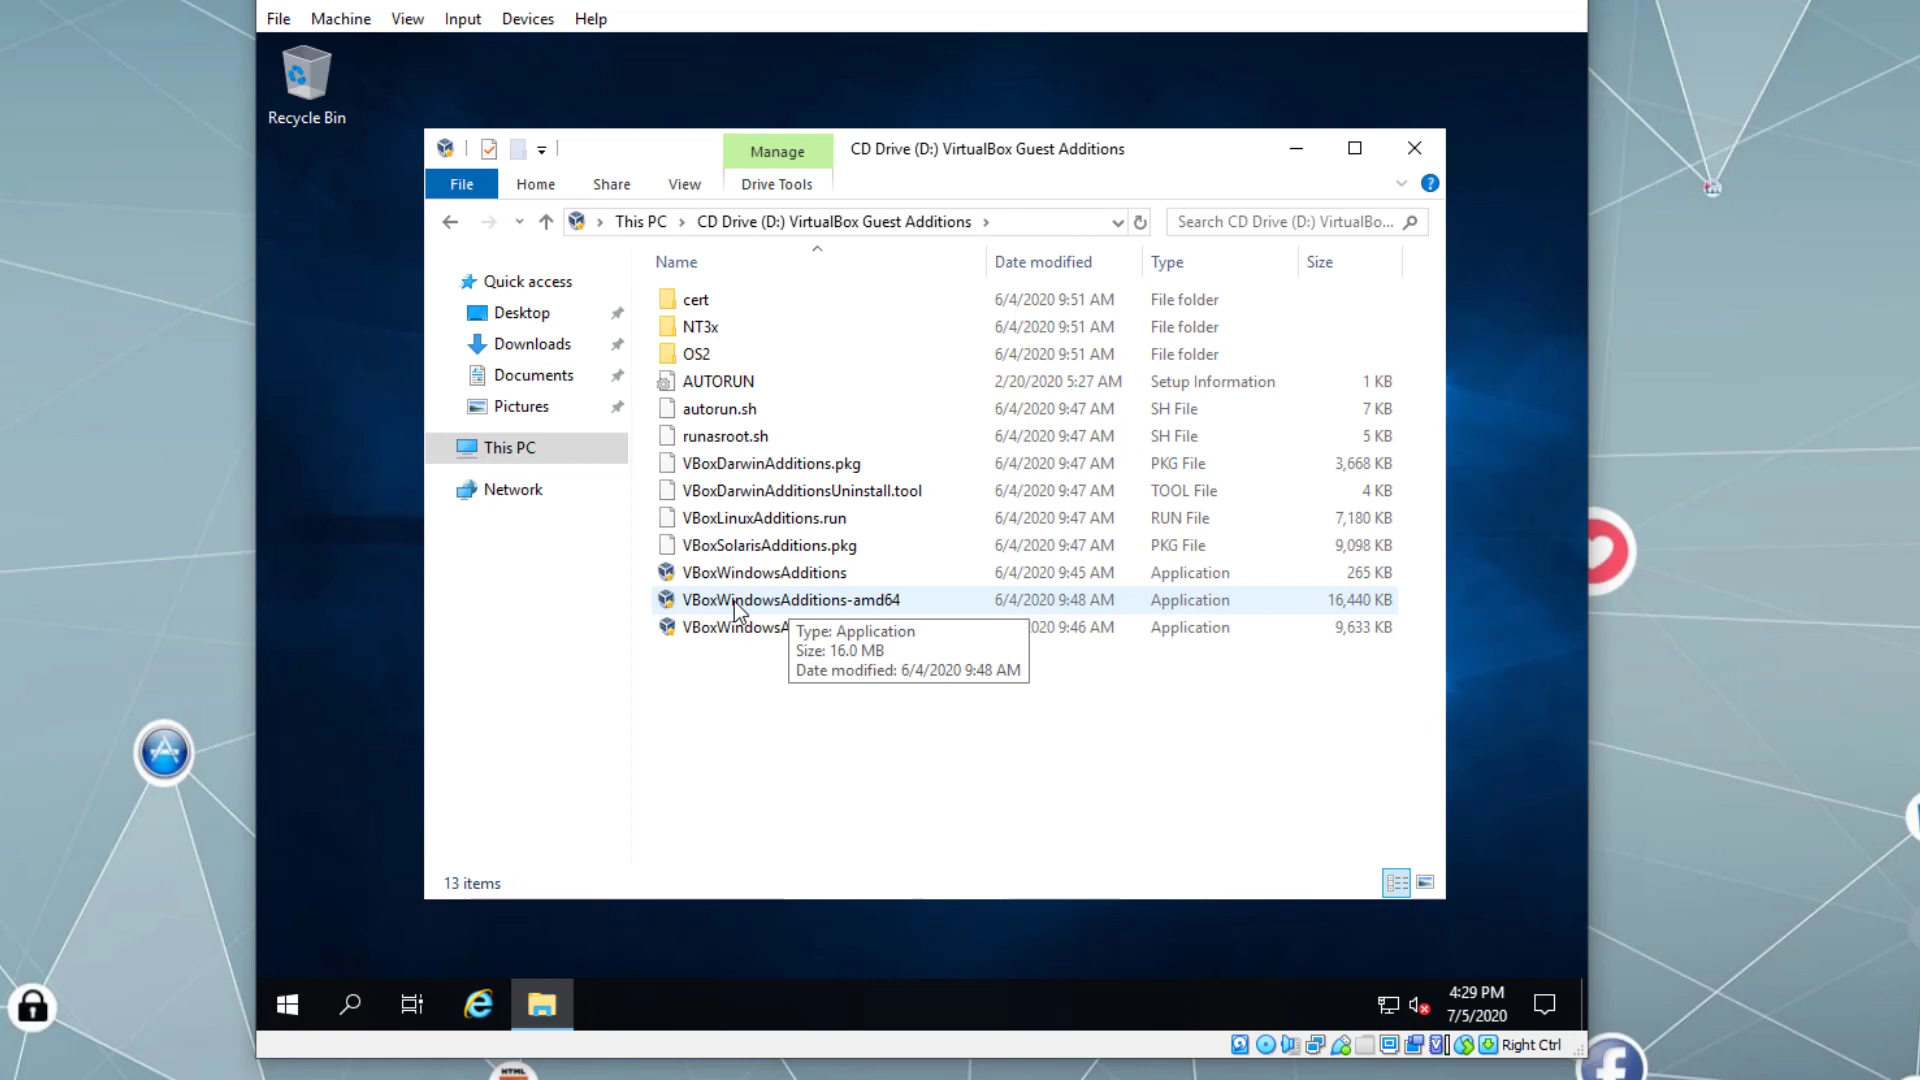 File Machine View Input Devices Help
Recycle Bin
Manage CD Drive (D:) VirtualBox Guest Additions
File Home Share View Drive Tools
This PC CD Drive (D:) VirtualBox Guest Additions Search CD Drive (D:) VirtualBo...
Name Date modified Type Size
Quick access
Desktop
Downloads
Documents
Pictures
This PC
Network
cert 6/4/2020 9:51 AM File folder
NT3x 6/4/2020 9:51 AM File folder
OS2 6/4/2020 9:51 AM File folder
AUTORUN 2/20/2020 5:27 AM Setup Information 1 KB
autorun.sh 6/4/2020 9:47 AM SH File 7 KB
runasroot.sh 6/4/2020 9:47 AM SH File 5 KB
VBoxDarwinAdditions.pkg 6/4/2020 9:47 AM PKG File 3,668 KB
VBoxDarwinAdditionsUninstall.tool 6/4/2020 9:47 AM TOOL File 4 KB
VBoxLinuxAdditions.run 6/4/2020 9:47 AM RUN File 7,180 KB
VBoxSolarisAdditions.pkg 6/4/2020 9:47 AM PKG File 9,098 KB
VBoxWindowsAdditions 6/4/2020 9:45 AM Application 265 KB
VBoxWindowsAdditions-amd64 6/4/2020 9:48 AM Application 16,440 KB
VBoxWindowsA 020 9:46 AM Application 9,633 KB
Type: Application
Size: 16.0 MB
Date modified: 6/4/2020 9:48 AM
13 items
4:29 PM
7/5/2020
Right Ctrl
HTML